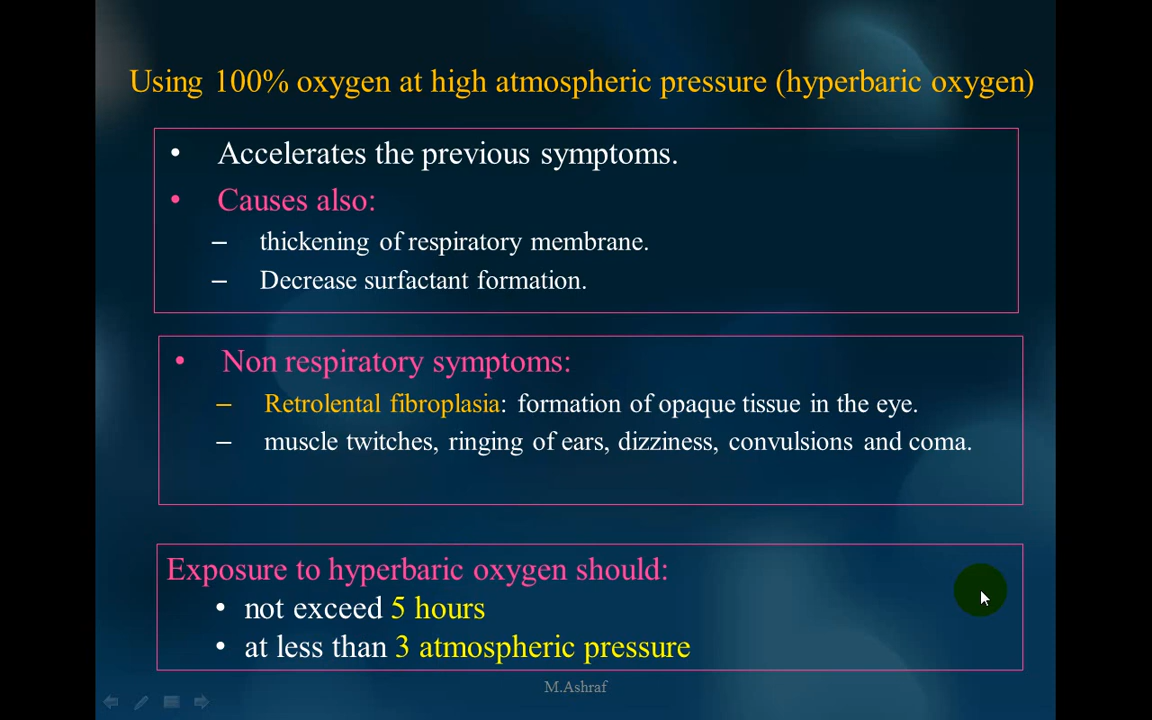 Using 100% oxygen at high atmospheric pressure (hyperbaric oxygen)
• Accelerates the previous symptoms.
• Causes also:
– thickening of respiratory membrane.
– Decrease surfactant formation.
• Non respiratory symptoms:
– Retrolental fibroplasia: formation of opaque tissue in the eye.
– muscle twitches, ringing of ears, dizziness, convulsions and coma.
Exposure to hyperbaric oxygen should:
• not exceed 5 hours
• at less than 3 atmospheric pressure
M.Ashraf